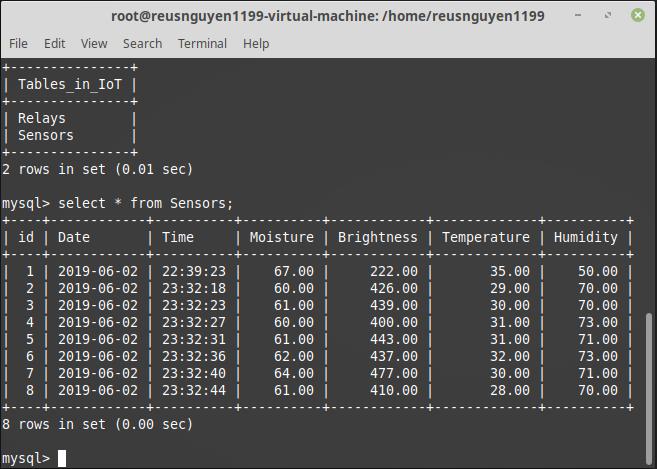 root@reusnguyen1199-virtual-machine: /home/reusnguyen1199
File Edit View Search Terminal Help
+---------------+
| Tables_in_IoT |
+---------------+
| Relays        |
| Sensors       |
+---------------+
2 rows in set (0.01 sec)
mysql> select * from Sensors;
+----+------------+----------+----------+------------+-------------+----------+
| id | Date       | Time     | Moisture | Brightness | Temperature | Humidity |
+----+------------+----------+----------+------------+-------------+----------+
|  1 | 2019-06-02 | 22:39:23 |    67.00 |     222.00 |       35.00 |    50.00 |
|  2 | 2019-06-02 | 23:32:18 |    60.00 |     426.00 |       29.00 |    70.00 |
|  3 | 2019-06-02 | 23:32:23 |    61.00 |     439.00 |       30.00 |    70.00 |
|  4 | 2019-06-02 | 23:32:27 |    60.00 |     400.00 |       31.00 |    73.00 |
|  5 | 2019-06-02 | 23:32:31 |    61.00 |     443.00 |       31.00 |    71.00 |
|  6 | 2019-06-02 | 23:32:36 |    62.00 |     437.00 |       32.00 |    73.00 |
|  7 | 2019-06-02 | 23:32:40 |    64.00 |     477.00 |       30.00 |    71.00 |
|  8 | 2019-06-02 | 23:32:44 |    61.00 |     410.00 |       28.00 |    70.00 |
+----+------------+----------+----------+------------+-------------+----------+
8 rows in set (0.00 sec)
mysql>